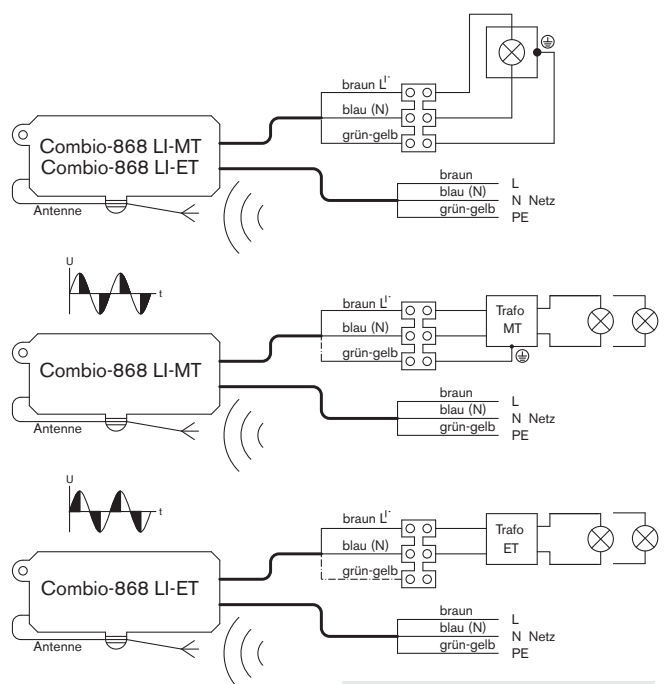 braun L'
blau (N)
grün-gelb
Combio-868 LI-MT
Combio-868 LI-ET
Antenne
braun
L
blau (N)
N Netz
grün-gelb
PE
U
t
braun L'
blau (N)
grün-gelb
Trafo
MT
Combio-868 LI-MT
Antenne
braun
L
blau (N)
N Netz
grün-gelb
PE
U
t
braun L'
blau (N)
grün-gelb
Trafo
ET
Combio-868 LI-ET
Antenne
braun
L
blau (N)
N Netz
grün-gelb
PE